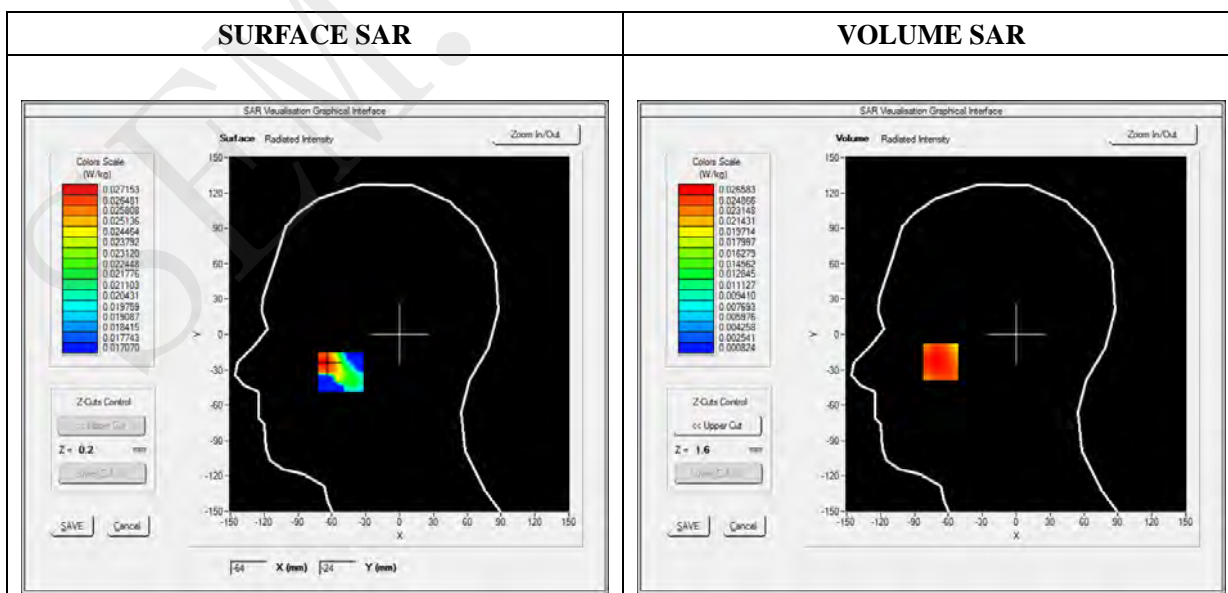 SURFACE SAR
VOLUME SAR
SAR Visualisation Graphical Interface
Surface Radiated Intensity
Zoom In/Out
Colors Scale
(W/kg)
0.027153
0.026481
0.025808
0.025136
0.024464
0.023792
0.023120
0.022448
0.021776
0.021103
0.020431
0.019759
0.019087
0.018415
0.017743
0.017070
150
120
90
60
30
0
-30
-60
-90
-120
-150
Y
-150 -120 -90 -60 -30 0 30 60 90 120 150
X
Z-Cuts Control
<< Upper Cut
Z = 0.2 mm
SAVE Cancel
-64 X (mm) -24 Y (mm)
SAR Visualisation Graphical Interface
Volume Radiated Intensity
Zoom In/Out
Colors Scale
(W/kg)
0.026583
0.024866
0.023148
0.021431
0.019714
0.017997
0.016279
0.014562
0.012845
0.011127
0.009410
0.007693
0.005976
0.004258
0.002541
0.000824
150
120
90
60
30
0
-30
-60
-90
-120
-150
Y
-150 -120 -90 -60 -30 0 30 60 90 120 150
X
Z-Cuts Control
<< Upper Cut
Z = 1.6 mm
SAVE Cancel
SEM.